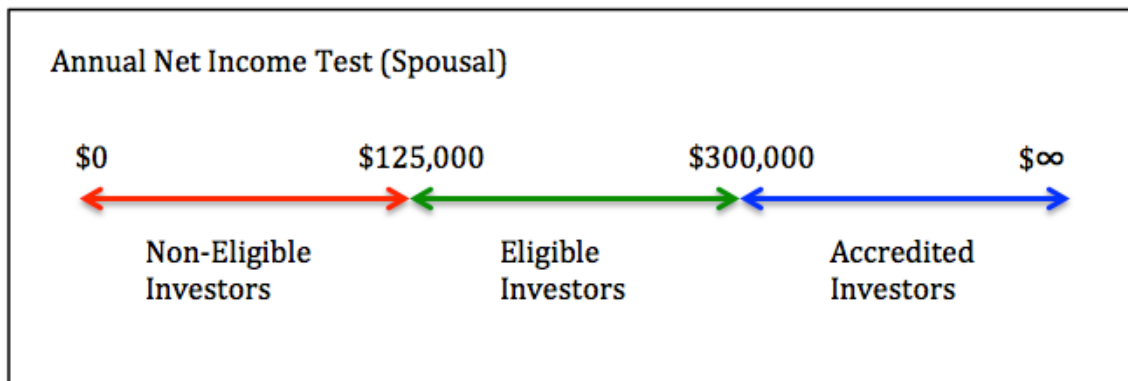 Annual Net Income Test (Spousal)
$0 $125,000 $300,000 $∞
Non-Eligible Eligible Accredited
Investors Investors Investors